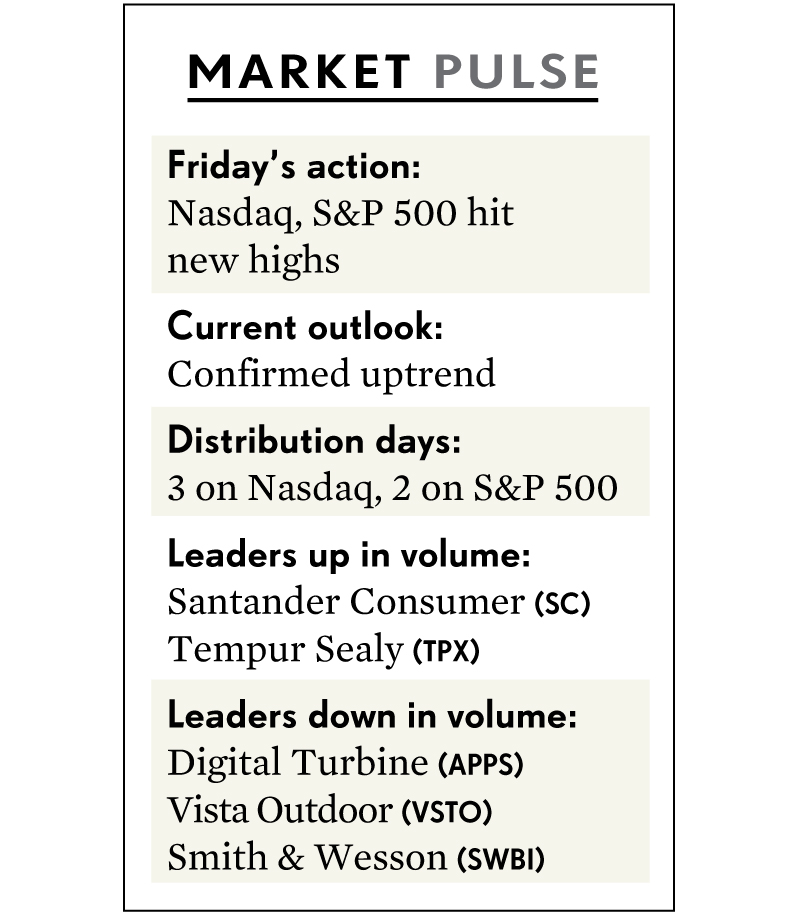 MARKET PULSE
Friday’s action:
Nasdaq, S&P 500 hit
new highs
Current outlook:
Confirmed uptrend
Distribution days:
3 on Nasdaq, 2 on S&P 500
Leaders up in volume:
Santander Consumer (SC)
Tempur Sealy (TPX)
Leaders down in volume:
Digital Turbine (APPS)
Vista Outdoor (VSTO)
Smith & Wesson (SWBI)